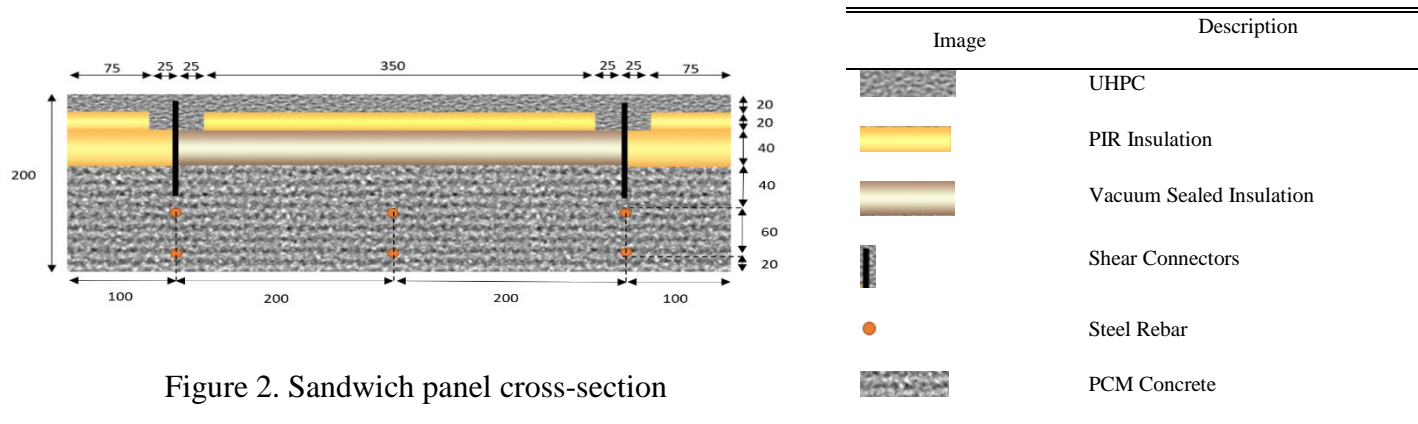 75 25 25 350 25 25 75
20
20
40
200
40
60
20
100 200 200 100
Figure 2. Sandwich panel cross-section
Image Description
UHPC
PIR Insulation
Vacuum Sealed Insulation
Shear Connectors
Steel Rebar
PCM Concrete